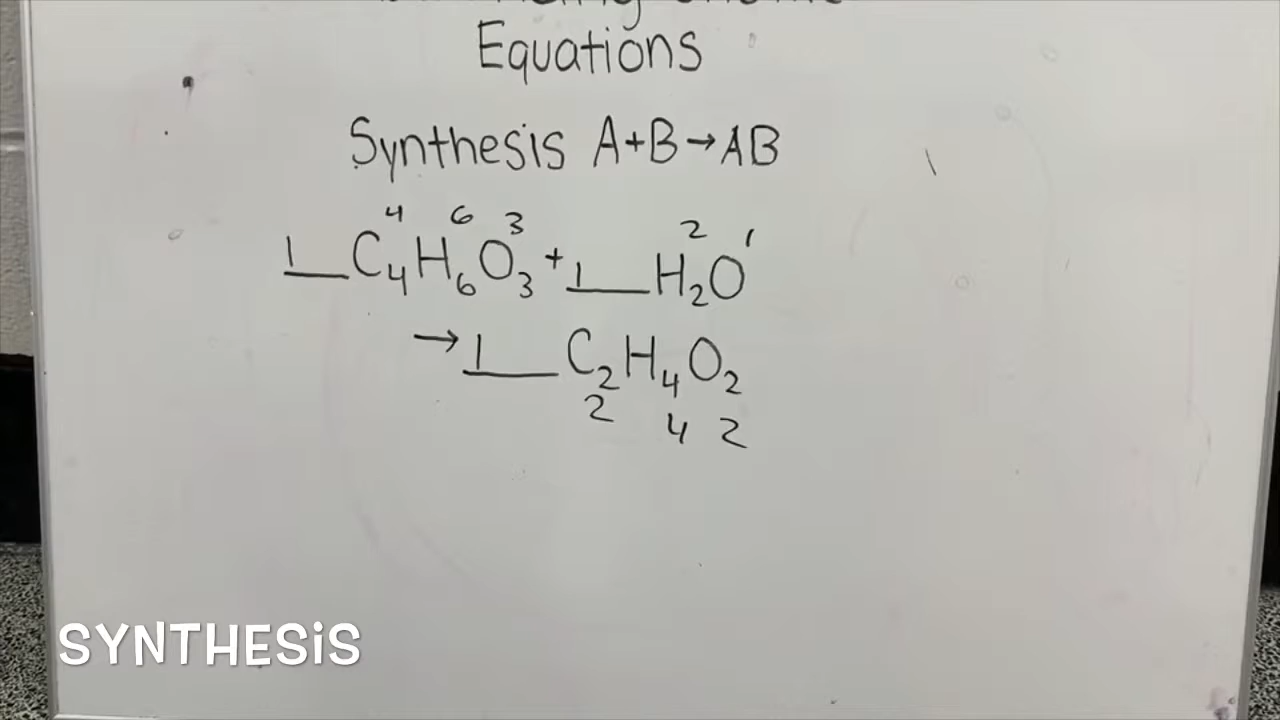 Equations
Synthesis A+B→AB
4 6 3 2 1
1 C₄H₆O₃ + 1 H₂O
→ 1 C₂H₄O₂
2 4 2
SYNTHESIS